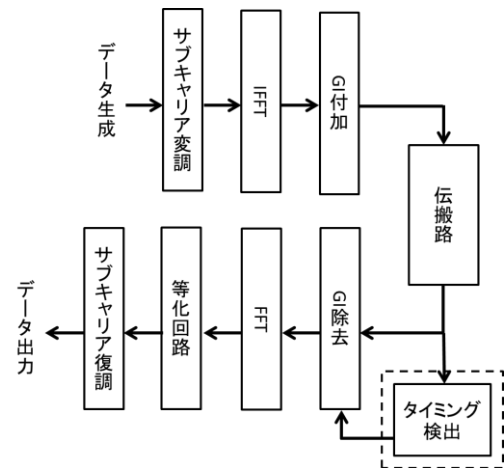 データ生成
サブキャリア変調
IFFT
GI付加
伝搬路
タイミング
検出
GI除去
FFT
等化回路
サブキャリア復調
データ出力